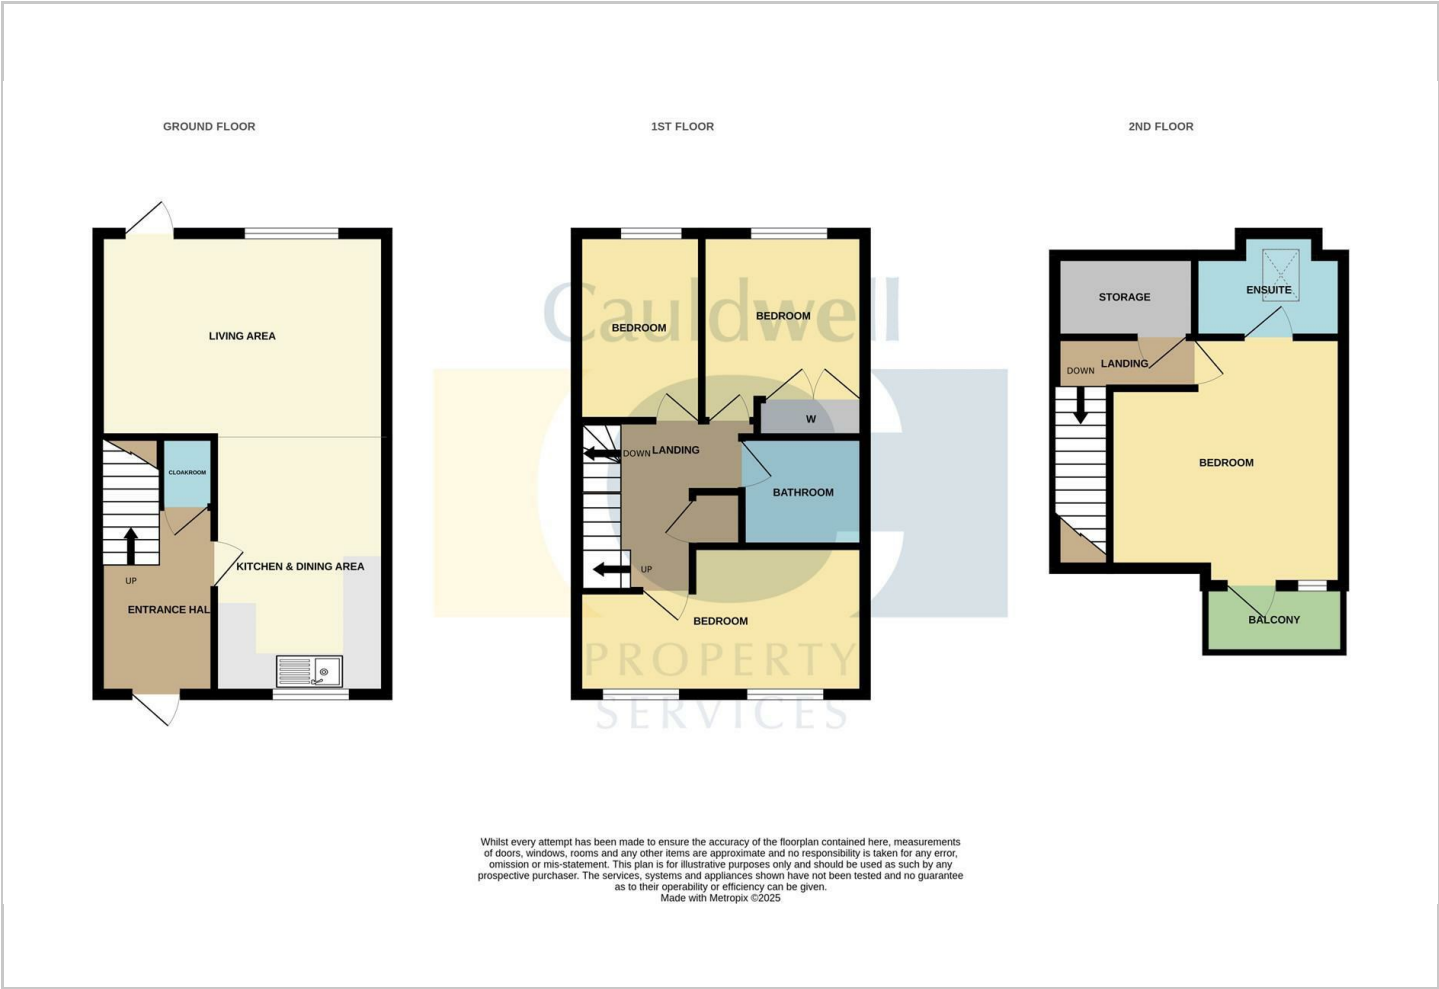 GROUND FLOOR
LIVING AREA
CLOAKROOM
KITCHEN & DINING AREA
UP
ENTRANCE HAL
1ST FLOOR
BEDROOM
BEDROOM
W
LANDING
DOWN
BATHROOM
UP
BEDROOM
2ND FLOOR
STORAGE
ENSUITE
LANDING
DOWN
BEDROOM
BALCONY
Cauldwell
PROPERTY
SERVICES
Whilst every attempt has been made to ensure the accuracy of the floorplan contained here, measurements
of doors, windows, rooms and any other items are approximate and no responsibility is taken for any error,
omission or mis-statement. This plan is for illustrative purposes only and should be used as such by any
prospective purchaser. The services, systems and appliances shown have not been tested and no guarantee
as to their operability or efficiency can be given.
Made with Metropix ©2025